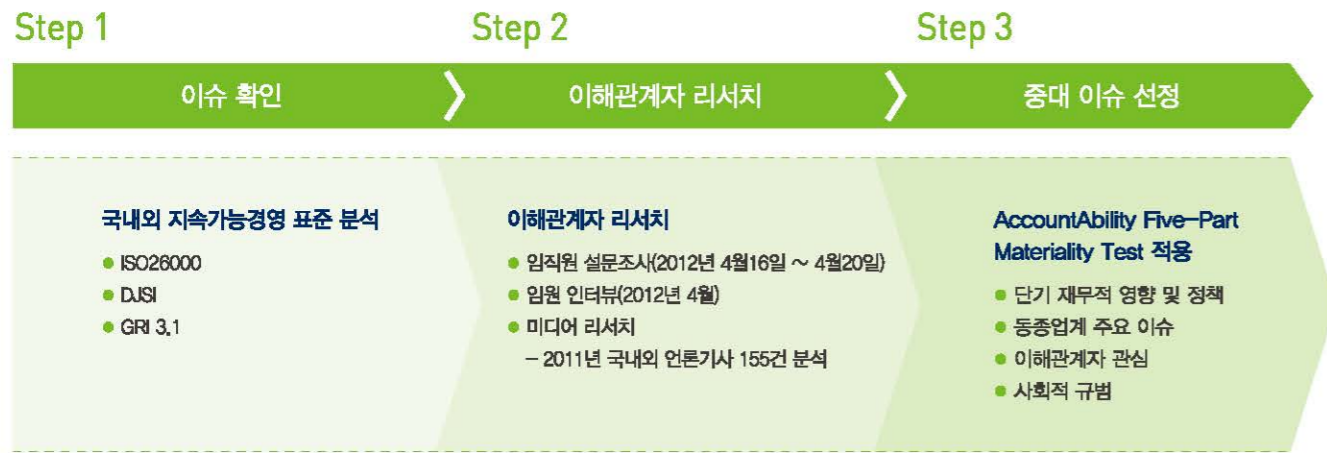 Step 1
Step 2
Step 3
이슈 확인
이해관계자 리서치
중대 이슈 선정
국내외 지속가능경영 표준 분석
● ISO26000
● DJSI
● GRI 3.1
이해관계자 리서치
● 임직원 설문조사(2012년 4월16일 ~ 4월20일)
● 임원 인터뷰(2012년 4월)
● 미디어 리서치
– 2011년 국내외 언론기사 155건 분석
AccountAbility Five-Part
Materiality Test 적용
● 단기 재무적 영향 및 정책
● 동종업계 주요 이슈
● 이해관계자 관심
● 사회적 규범